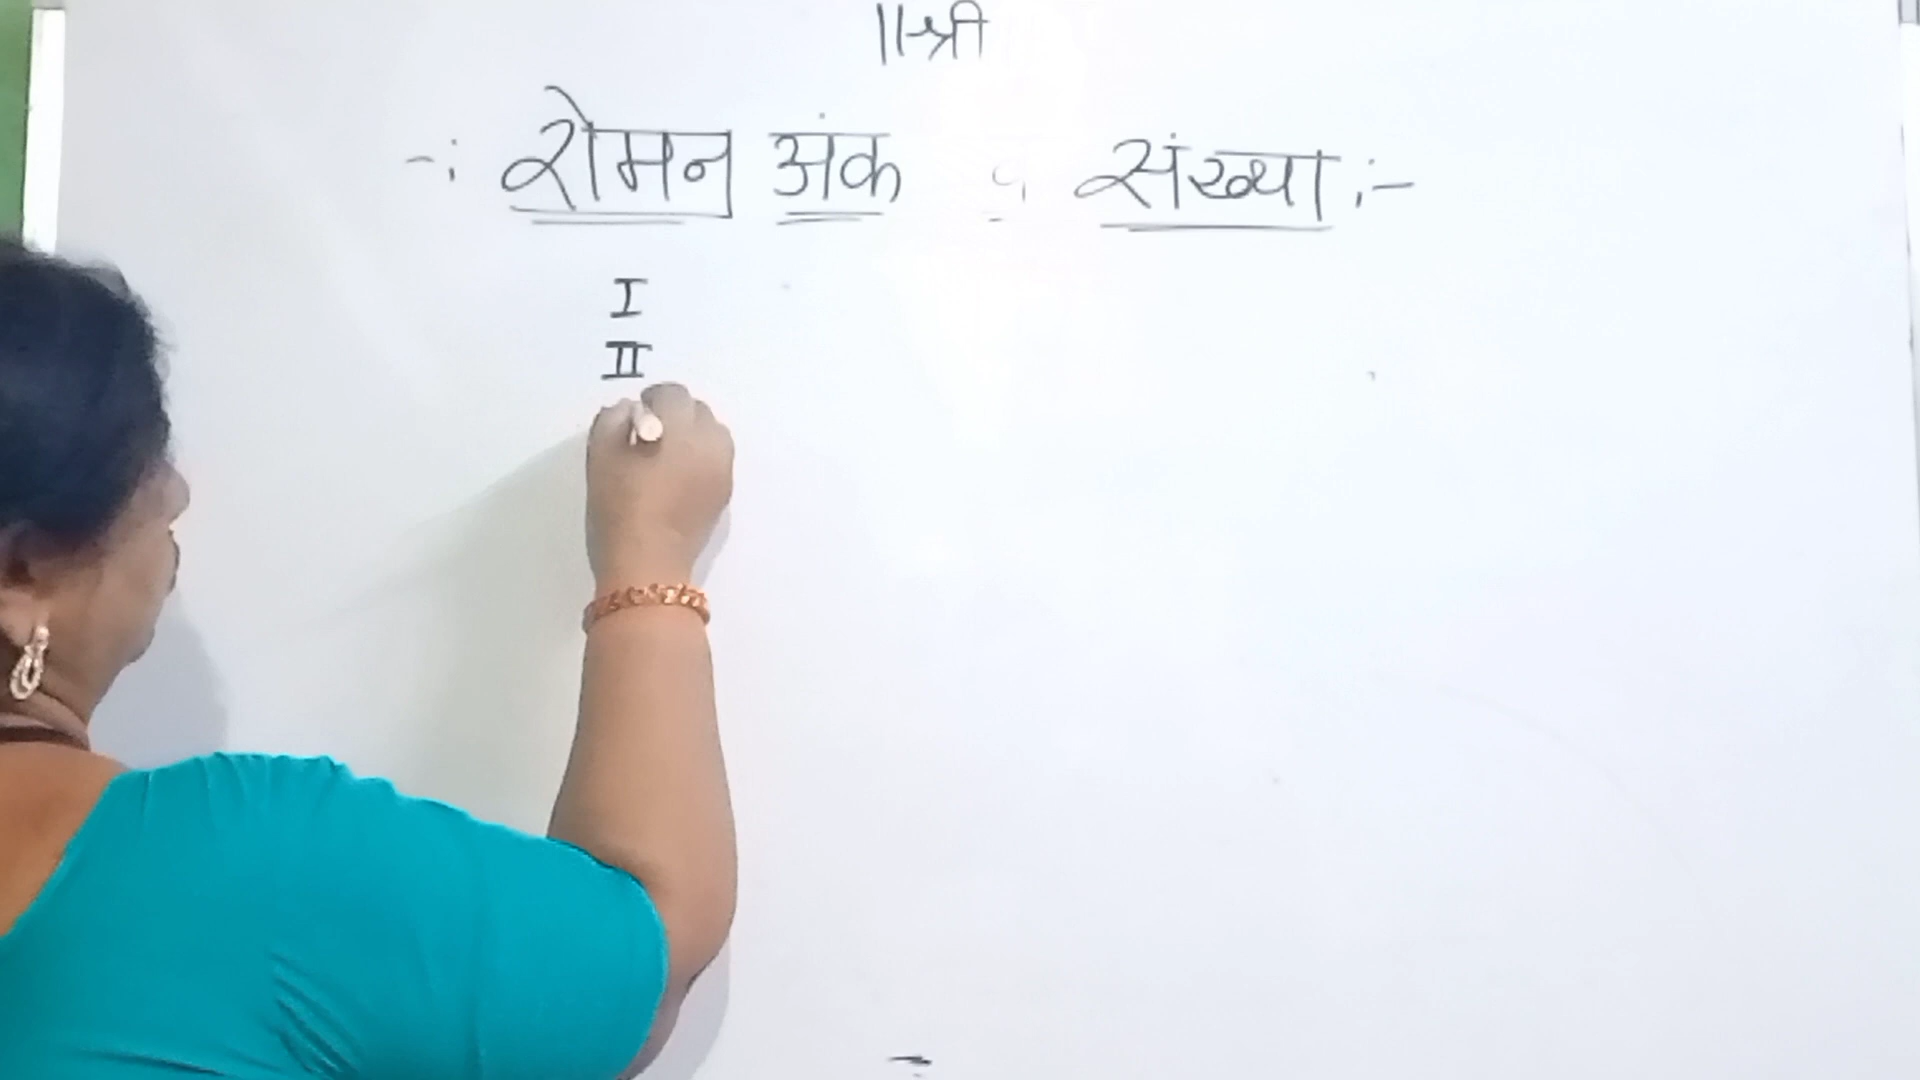 ॥श्री
-: रोमन अंक व संख्या :-
I
II